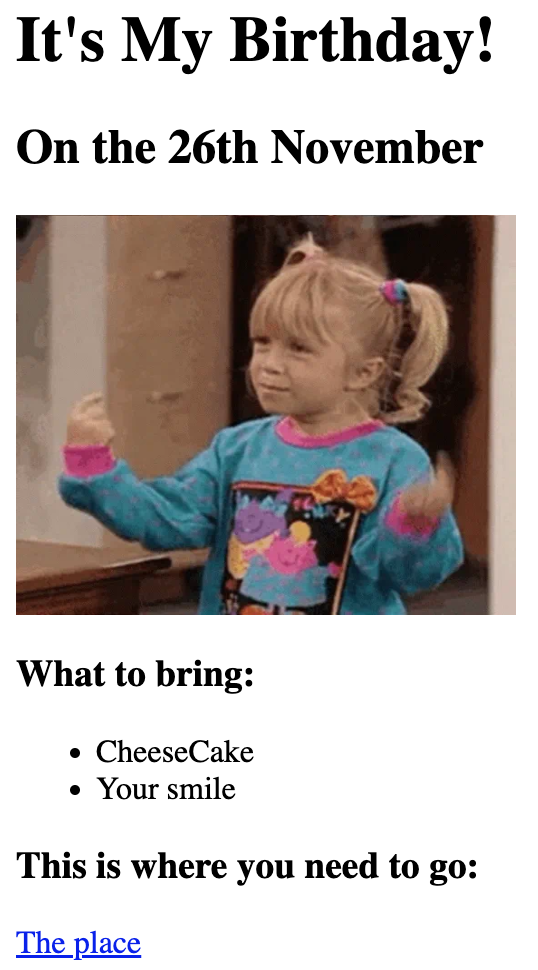 It's My Birthday!
On the 26th November
What to bring:
CheeseCake
Your smile
This is where you need to go:
The place